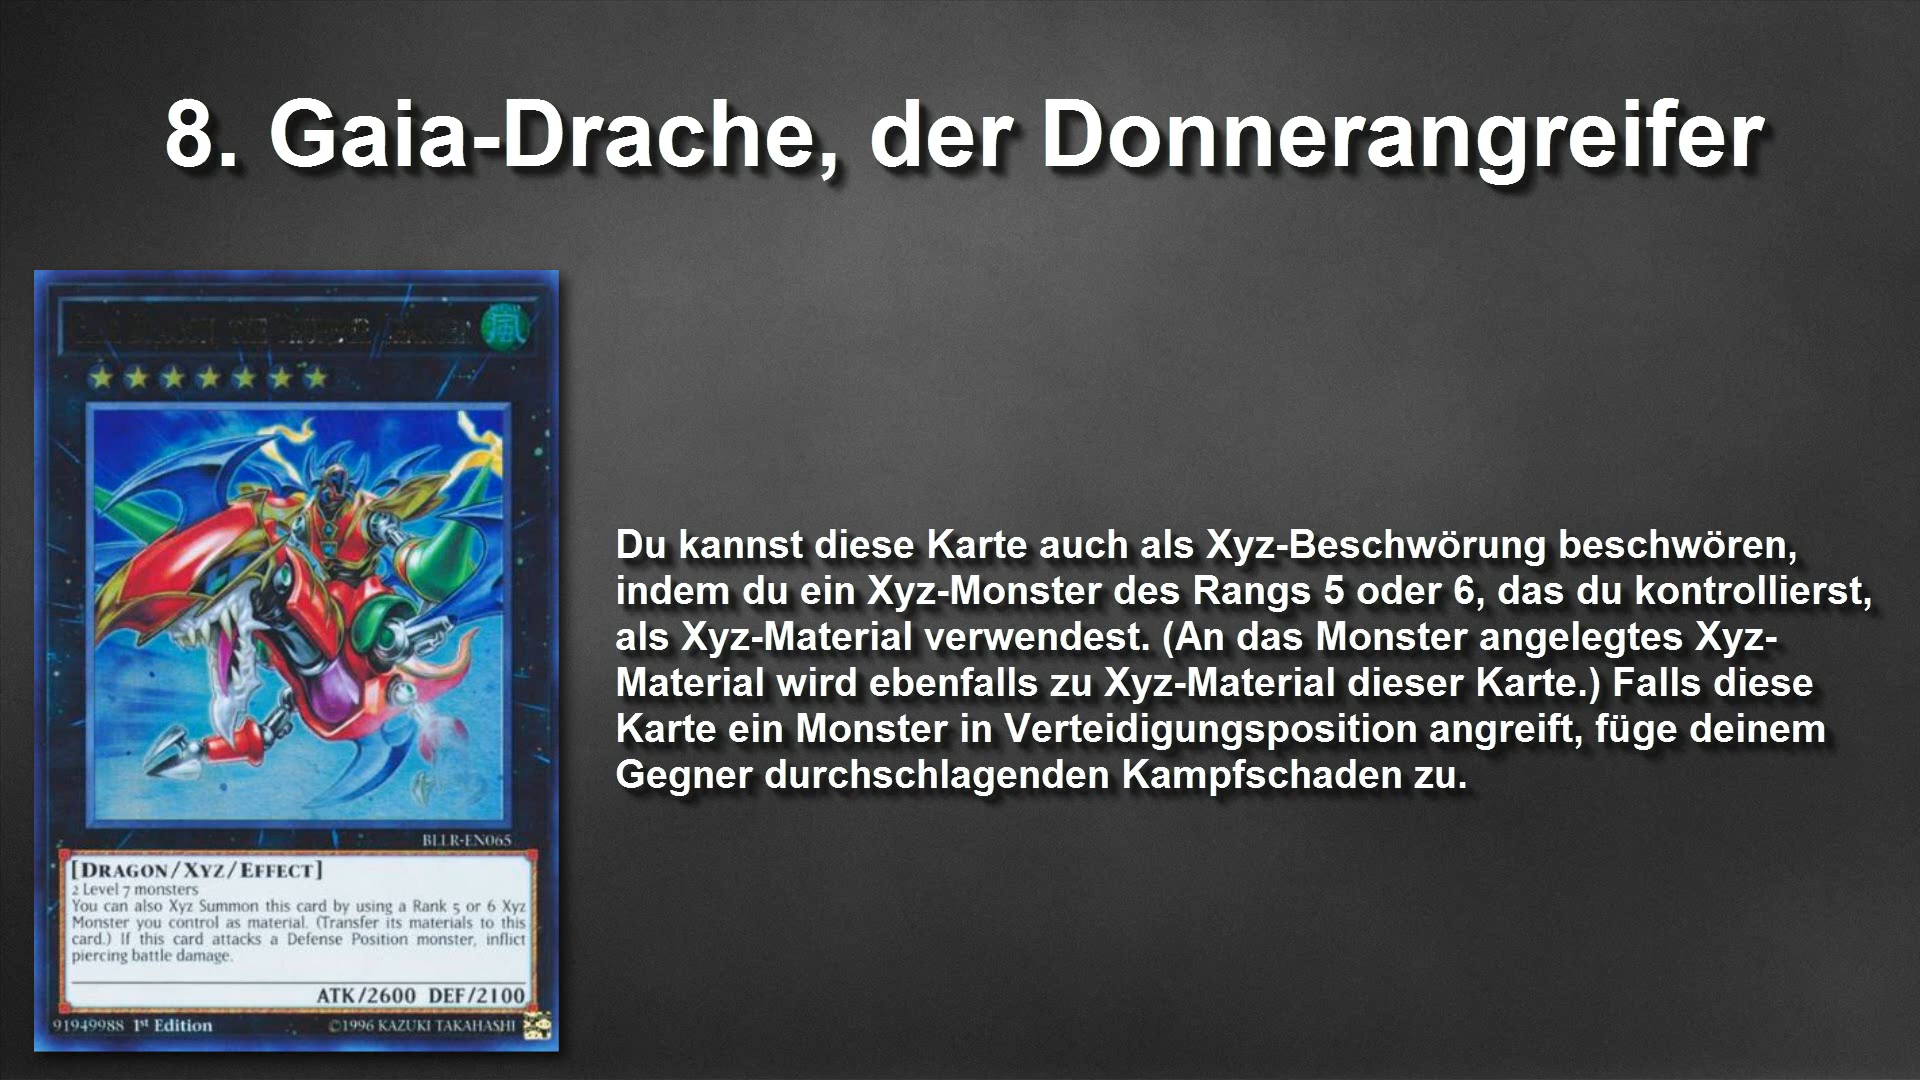 8. Gaia-Drache, der Donnerangreifer
风
Du kannst diese Karte auch als Xyz-Beschwörung beschwören,
indem du ein Xyz-Monster des Rangs 5 oder 6, das du kontrollierst,
als Xyz-Material verwendest. (An das Monster angelegtes Xyz-
Material wird ebenfalls zu Xyz-Material dieser Karte.) Falls diese
Karte ein Monster in Verteidigungsposition angreift, füge deinem
Gegner durchschlagenden Kampfschaden zu.
BLLR-EN065
[DRAGON/XYZ/EFFECT]
2 Level 7 monsters
You can also Xyz Summon this card by using a Rank 5 or 6 Xyz
Monster you control as material. (Transfer its materials to this
card.) If this card attacks a Defense Position monster, inflict
piercing battle damage.
ATK/2600 DEF/2100
91949988 1st Edition
©1996 KAZUKI TAKAHASHI